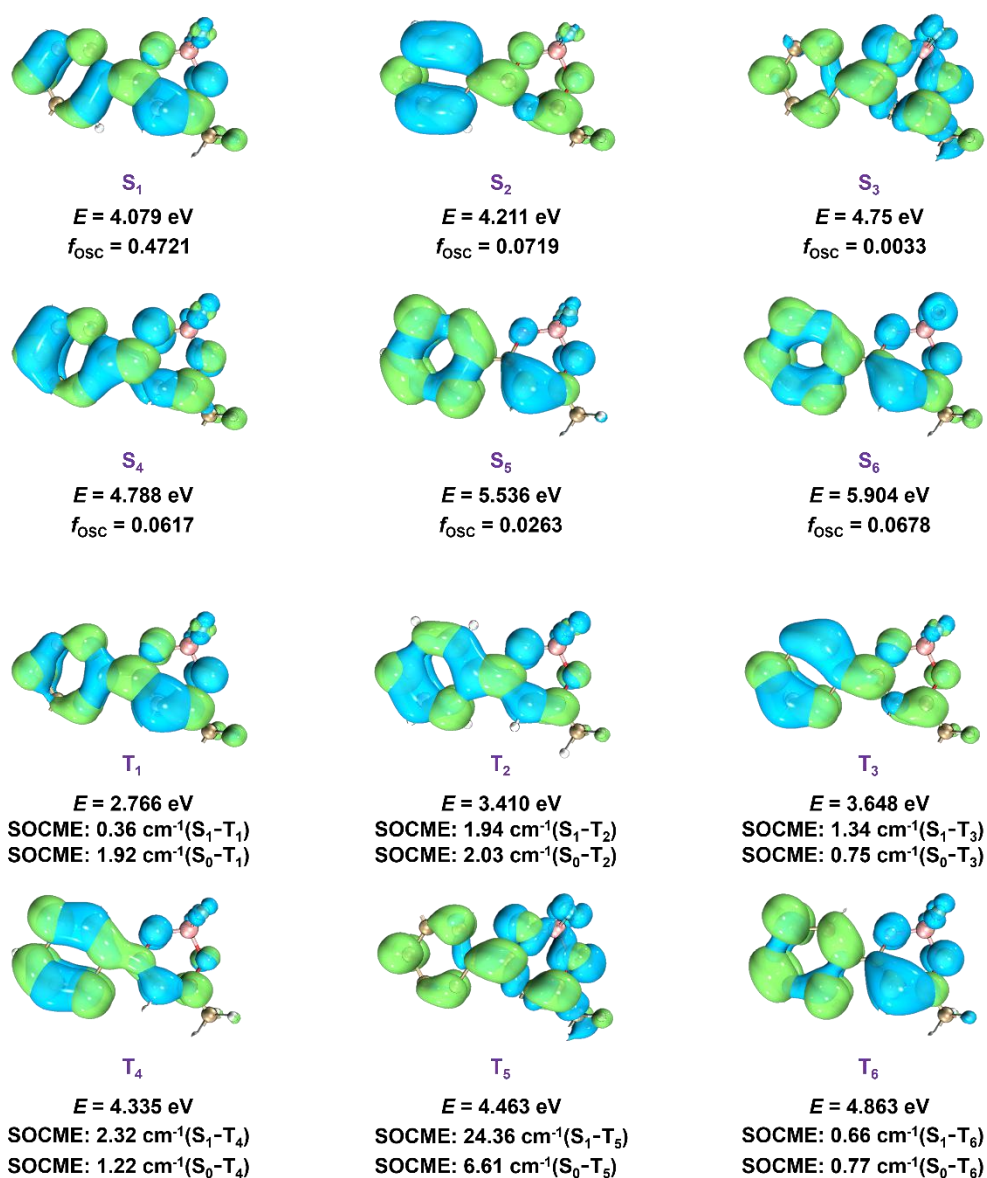 S₁ S₂ S₃
E = 4.079 eV E = 4.211 eV E = 4.75 eV
fOSC = 0.4721 fOSC = 0.0719 fOSC = 0.0033
S₄ S₅ S₆
E = 4.788 eV E = 5.536 eV E = 5.904 eV
fOSC = 0.0617 fOSC = 0.0263 fOSC = 0.0678
T₁ T₂ T₃
E = 2.766 eV E = 3.410 eV E = 3.648 eV
SOCME: 0.36 cm⁻¹(S₁-T₁) SOCME: 1.94 cm⁻¹(S₁-T₂) SOCME: 1.34 cm⁻¹(S₁-T₃)
SOCME: 1.92 cm⁻¹(S₀-T₁) SOCME: 2.03 cm⁻¹(S₀-T₂) SOCME: 0.75 cm⁻¹(S₀-T₃)
T₄ T₅ T₆
E = 4.335 eV E = 4.463 eV E = 4.863 eV
SOCME: 2.32 cm⁻¹(S₁-T₄) SOCME: 24.36 cm⁻¹(S₁-T₅) SOCME: 0.66 cm⁻¹(S₁-T₆)
SOCME: 1.22 cm⁻¹(S₀-T₄) SOCME: 6.61 cm⁻¹(S₀-T₅) SOCME: 0.77 cm⁻¹(S₀-T₆)